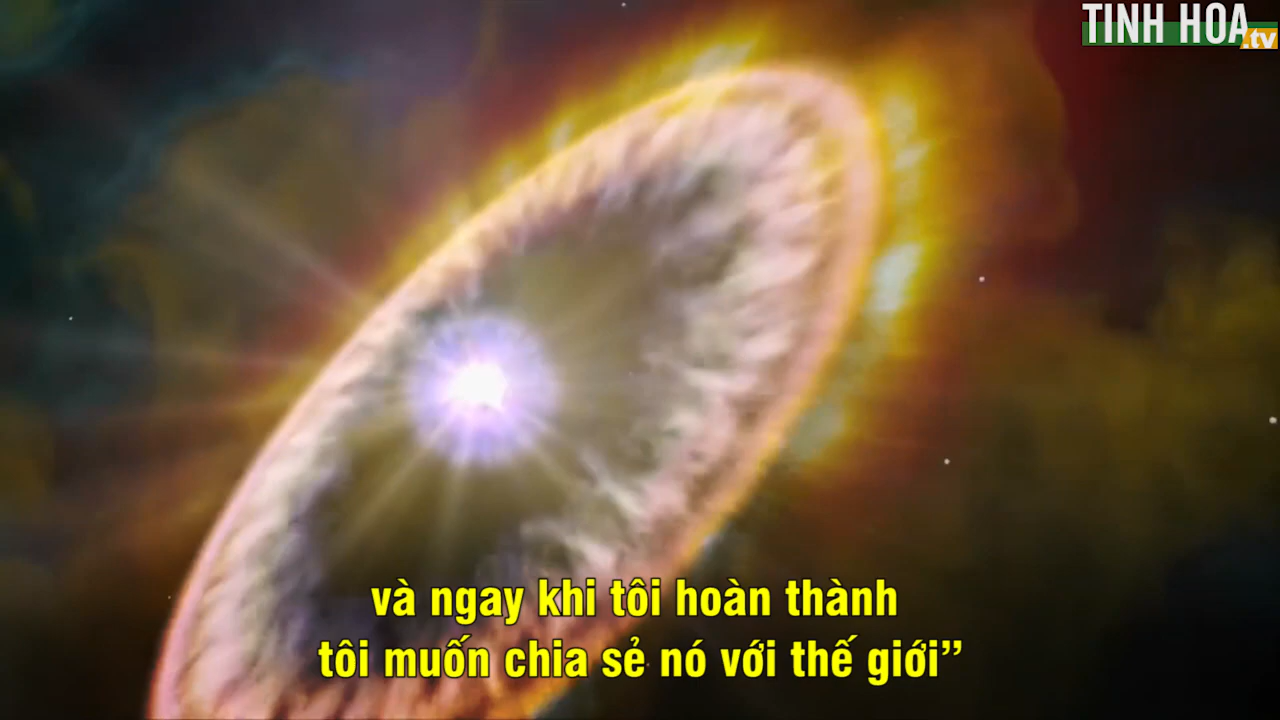 TINH HOA
.tv
và ngay khi tôi hoàn thành
tôi muốn chia sẻ nó với thế giới”